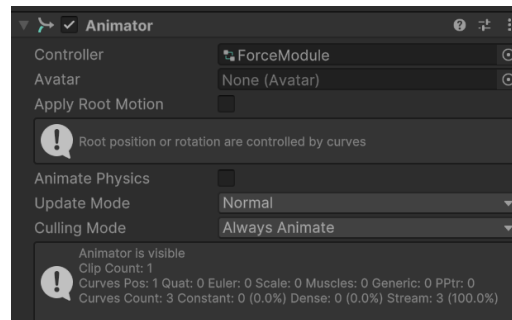 Animator
Controller ForceModule
Avatar None (Avatar)
Apply Root Motion
Root position or rotation are controlled by curves
Animate Physics
Update Mode Normal
Culling Mode Always Animate
Animator is visible
Clip Count: 1
Curves Pos: 1 Quat: 0 Euler: 0 Scale: 0 Muscles: 0 Generic: 0 PPtr: 0
Curves Count: 3 Constant: 0 (0.0%) Dense: 0 (0.0%) Stream: 3 (100.0%)